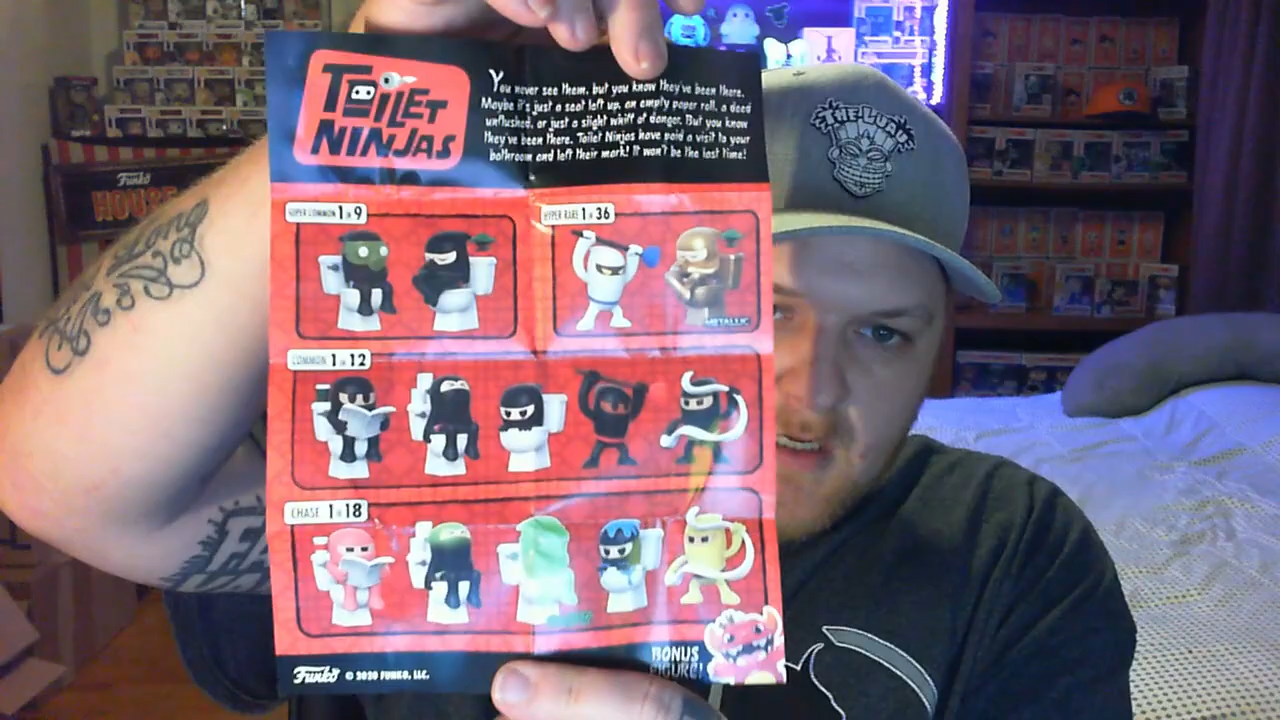 TOILET
NINJAS
You never see them, but you know they've been there.
Maybe it's just a seat left up, an empty paper roll, a deed
unflushed, or just a slight whiff of danger. But you know
they've been there. Toilet Ninjas have paid a visit to your
bathroom and left their mark! It won't be the last time!
SUPER COMMON 1 IN 9
HYPER RARE 1 IN 36
METALLIC
COMMON 1 IN 12
CHASE 1 IN 18
BONUS
FIGURE!
Funko © 2020 FUNKO, LLC.
THE LUAU
Funko
HOUS